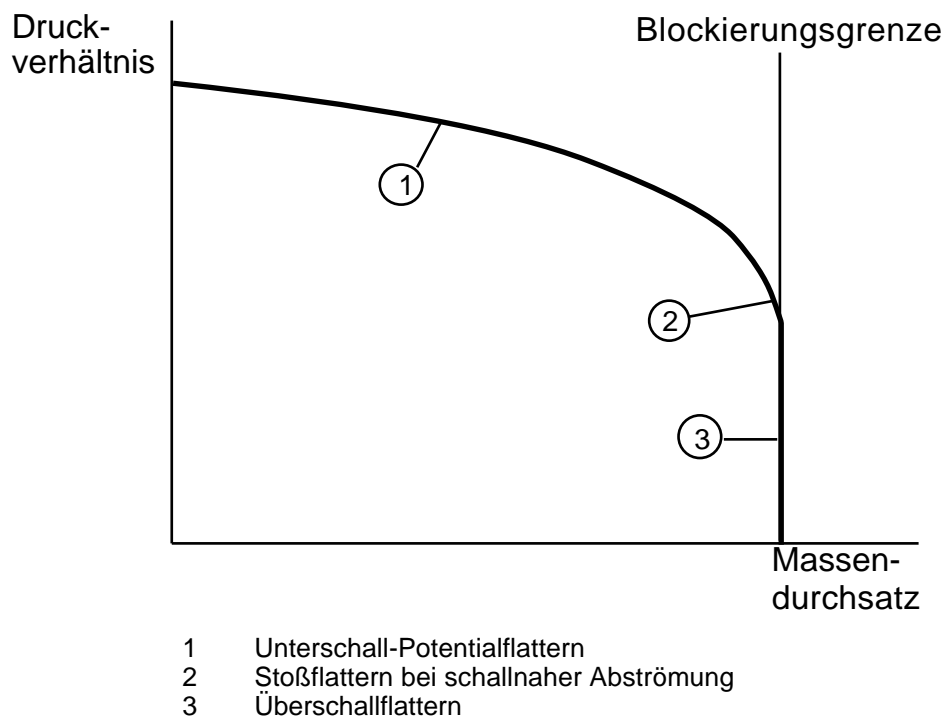 Druck-
verhältnis
Blockierungsgrenze
1
2
3
Massen-
durchsatz
1 Unterschall-Potentialflattern
2 Stoßflattern bei schallnaher Abströmung
3 Überschallflattern